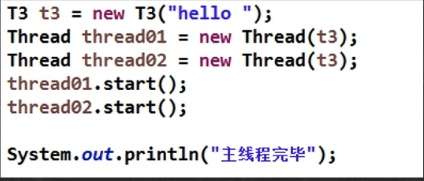 T3 t3 = new T3("hello ");
Thread thread01 = new Thread(t3);
Thread thread02 = new Thread(t3);
thread01.start();
thread02.start();
System.out.println("主线程完毕");